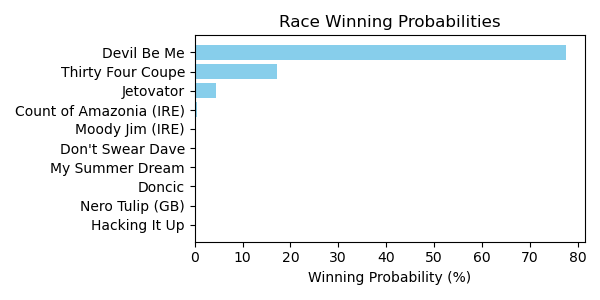 Race Winning Probabilities
Devil Be Me
Thirty Four Coupe
Jetovator
Count of Amazonia (IRE)
Moody Jim (IRE)
Don't Swear Dave
My Summer Dream
Doncic
Nero Tulip (GB)
Hacking It Up
0 10 20 30 40 50 60 70 80
Winning Probability (%)